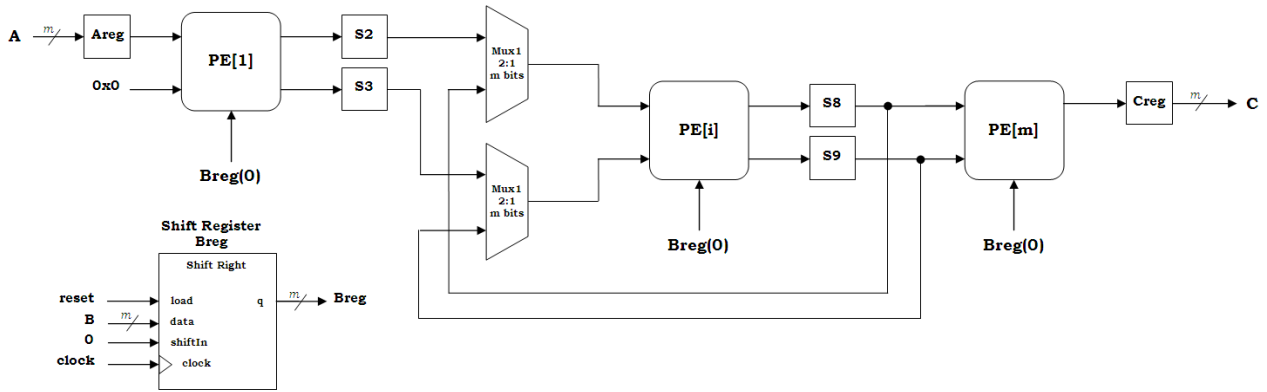 A
m
Areg
0x0
PE[1]
Breg(0)
S2
S3
Mux1
2:1
m bits
Mux1
2:1
m bits
PE[i]
Breg(0)
S8
S9
PE[m]
Breg(0)
Creg
m
C
Shift Register
Breg
Shift Right
reset
load
q
m
Breg
B
m
data
0
shiftIn
clock
clock